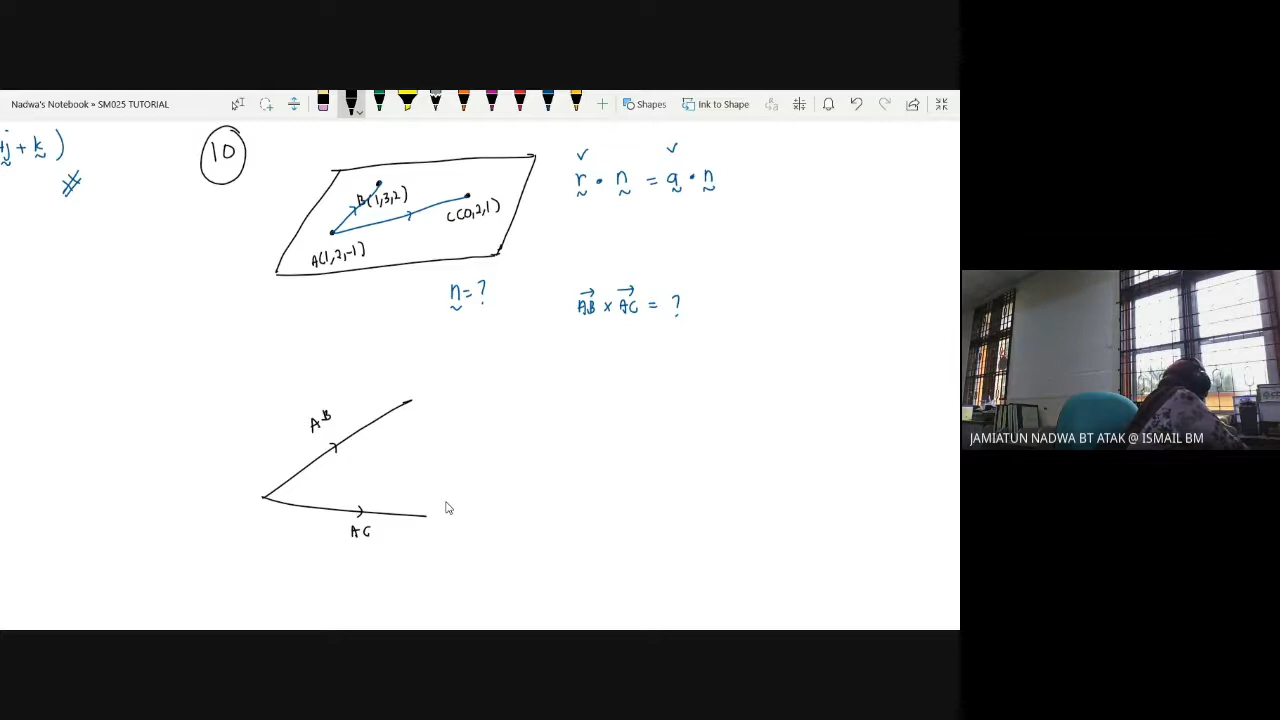 Nadwa's Notebook » SM025 TUTORIAL
Shapes
Ink to Shape
j + k )
10
r · n = a · n
B(1,3,2)
C(0,2,1)
A(1,2,-1)
n = ?
AB × AC = ?
AB
AC
JAMIATUN NADWA BT ATAK @ ISMAIL BM